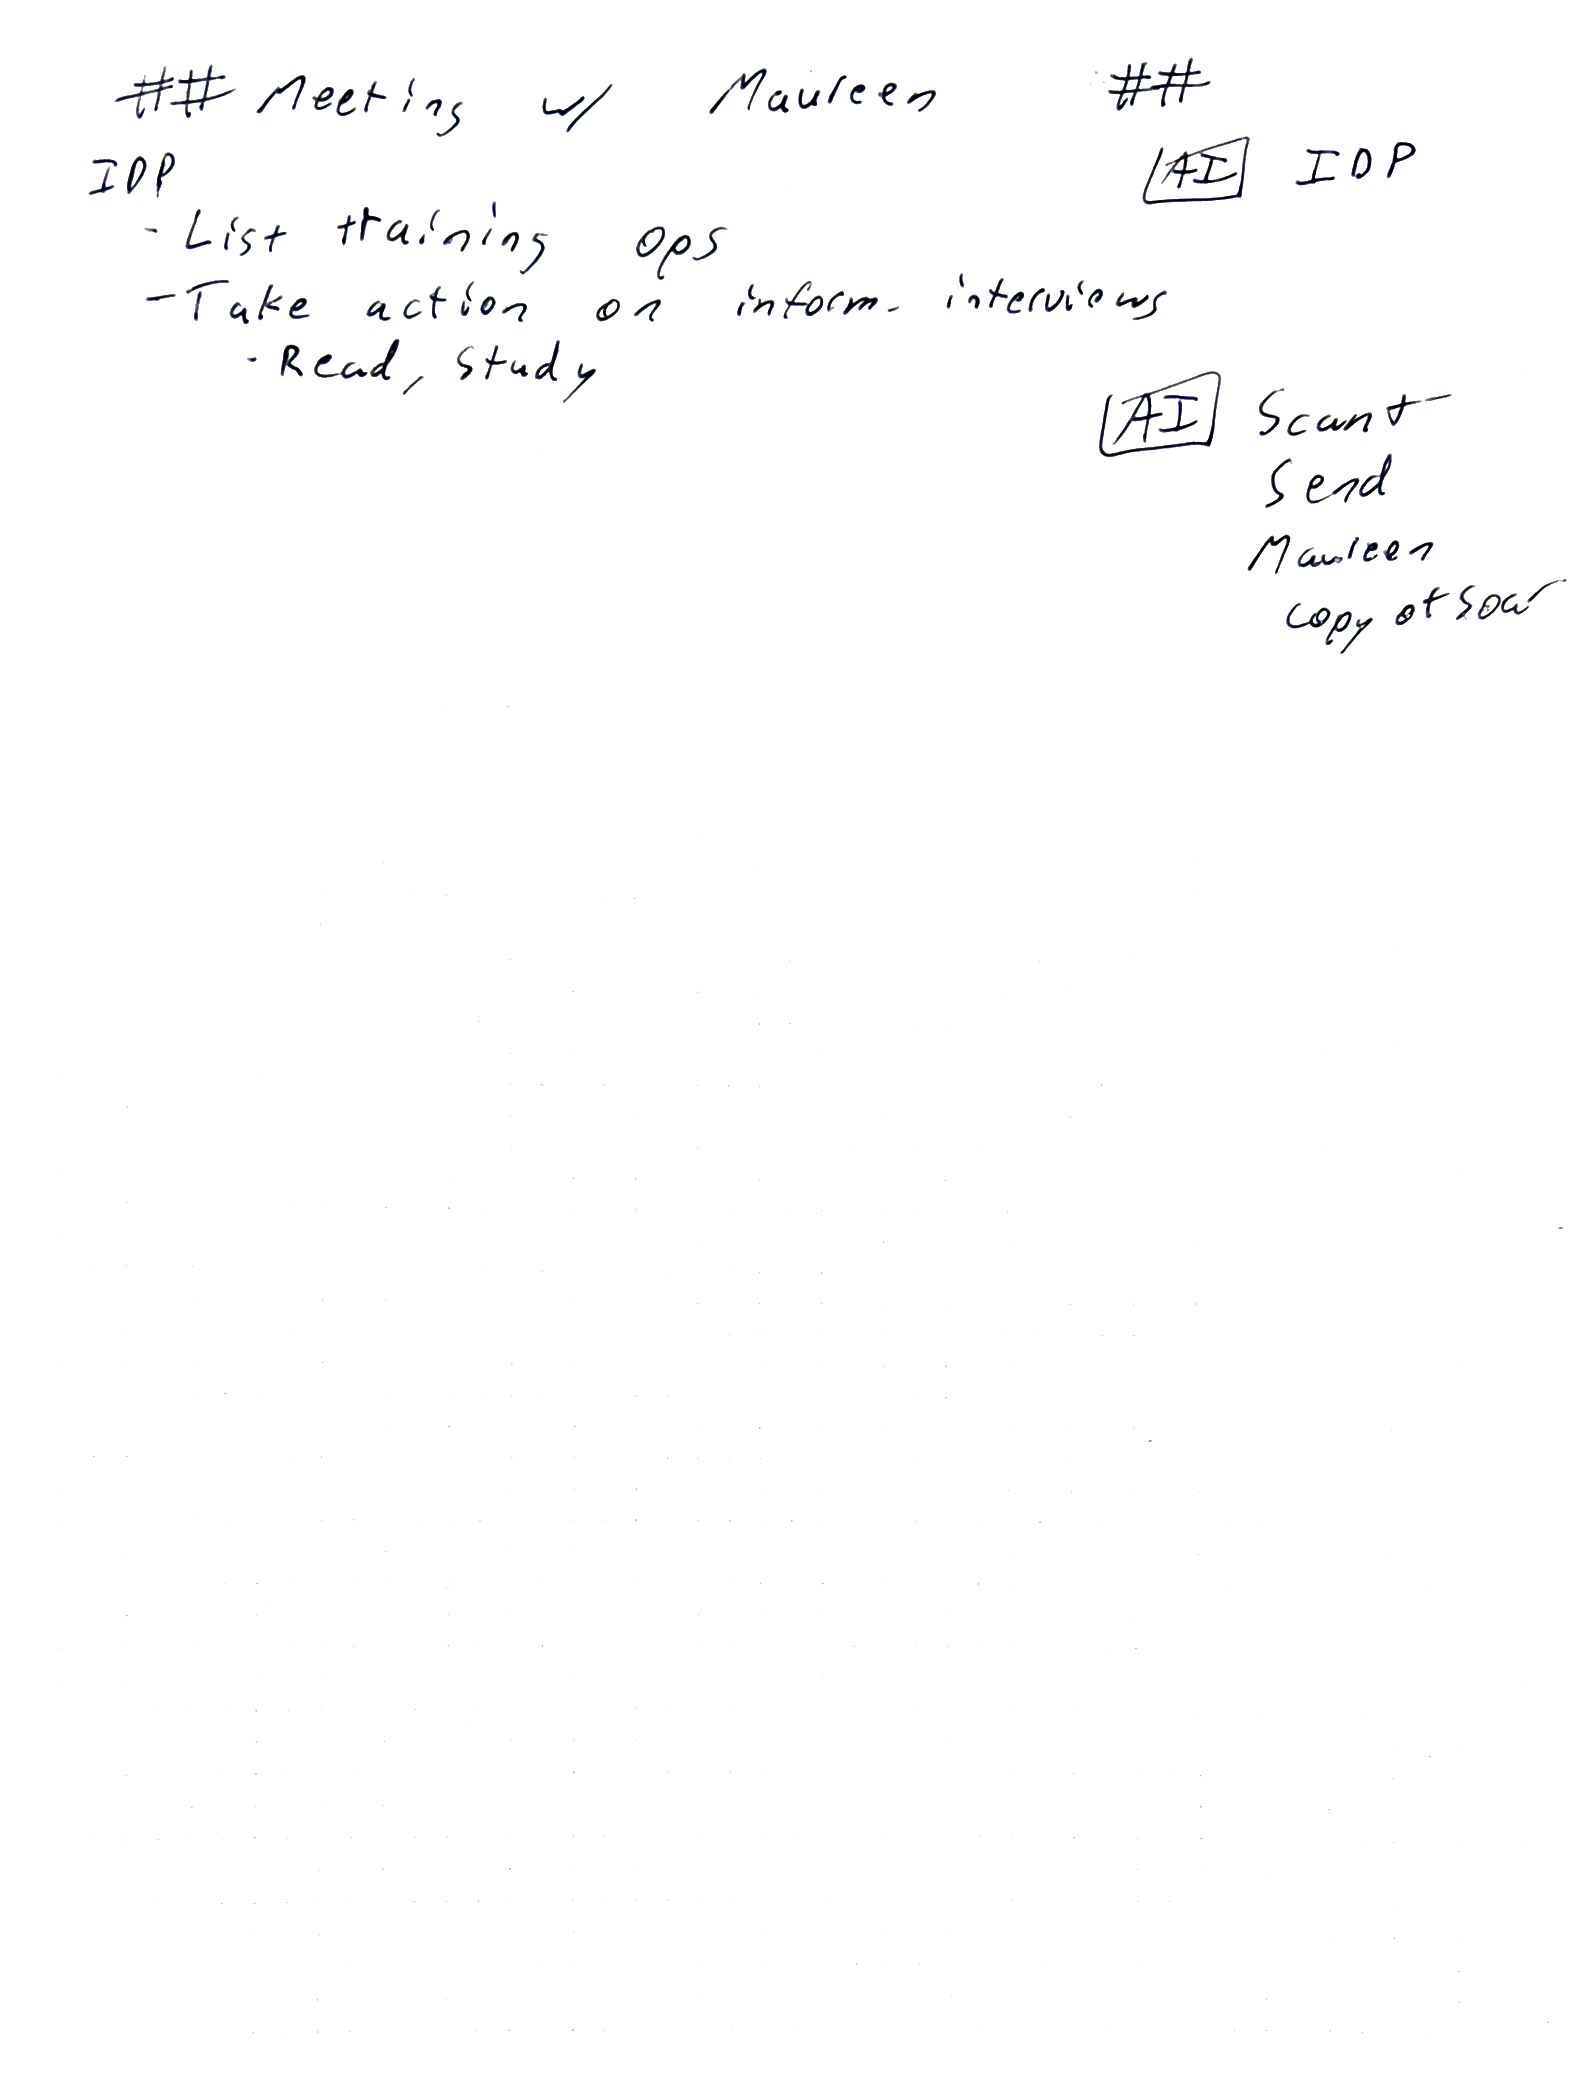 ## Meeting w/ Maureen ##
IDP
AI IDP
- List training ops
- Take action on inform. interviews
- Read, study
AI Scan +
Send
Maureen
copy of soar